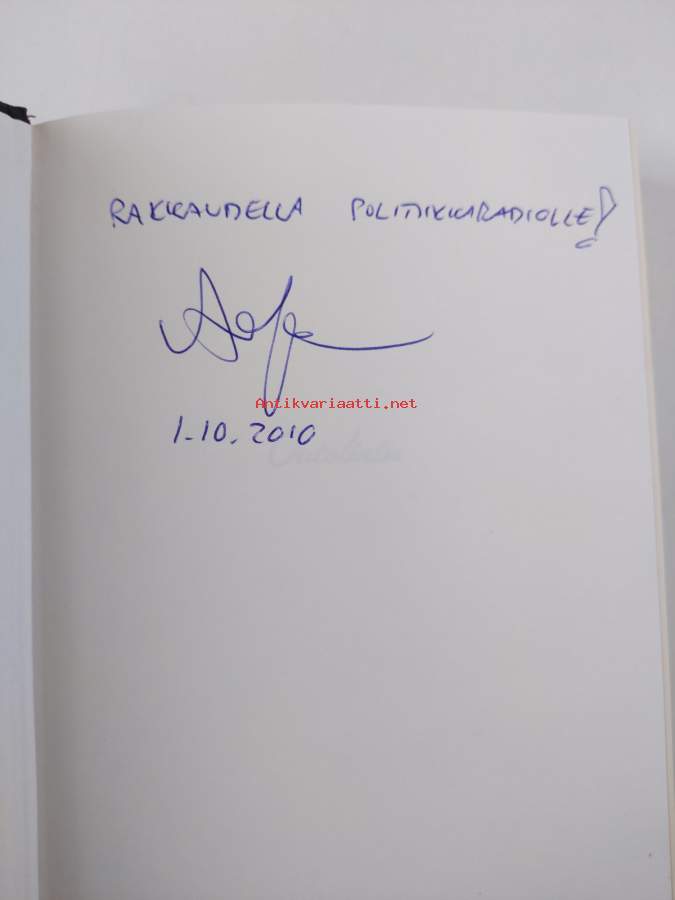 RAKKAUDELLA POLITIIKKARADIOLLE!
Antikvariaatti.net
1.10.2010